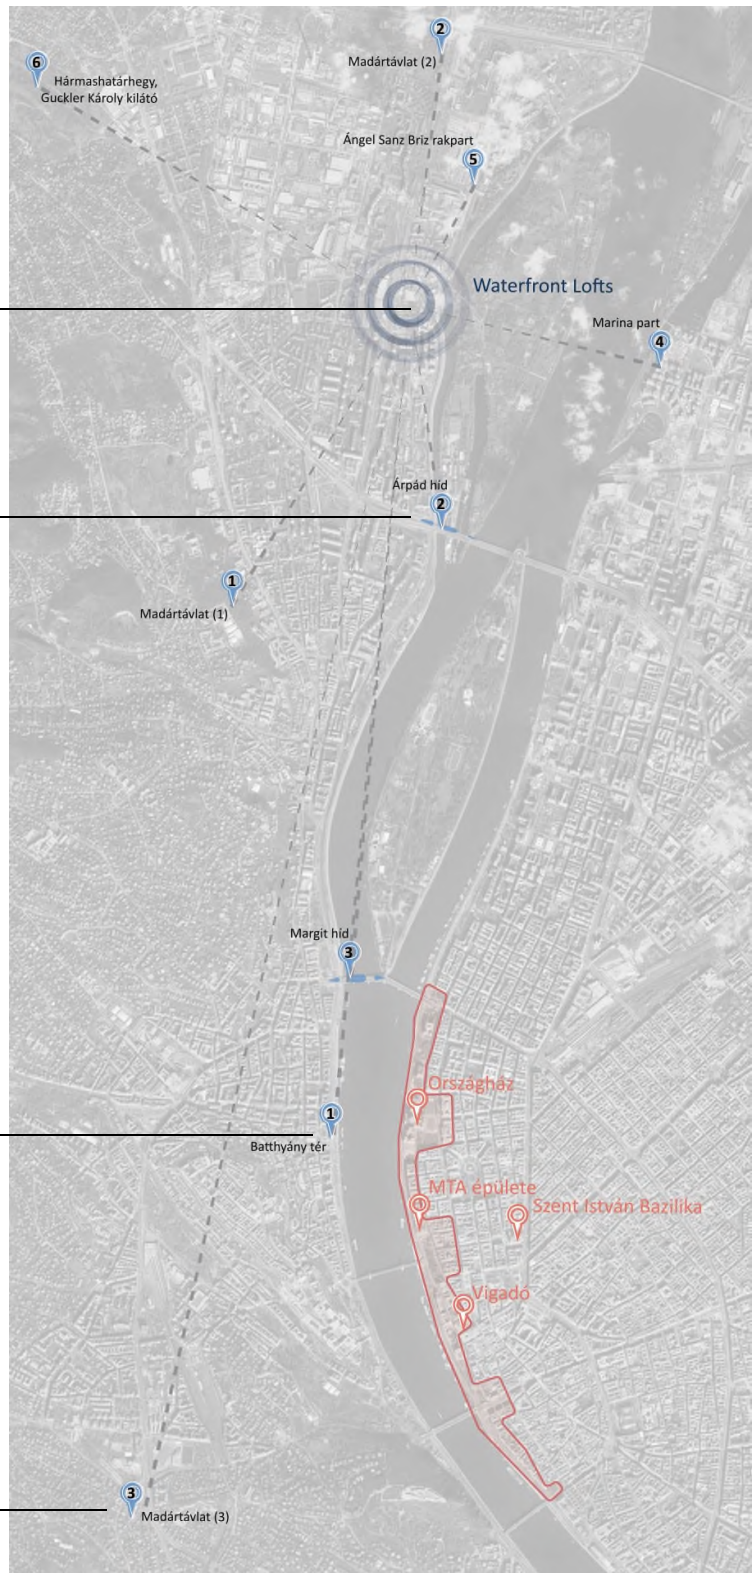 2
Madártávlat (2)
6
Hármashatárhegy,
Guckler Károly kilátó
Ángel Sanz Briz rakpart
5
Waterfront Lofts
Marina part
4
Árpád híd
2
1
Madártávlat (1)
Margit híd
3
Országház
1
Batthyány tér
MTA épülete
Szent István Bazilika
Vigadó
3
Madártávlat (3)